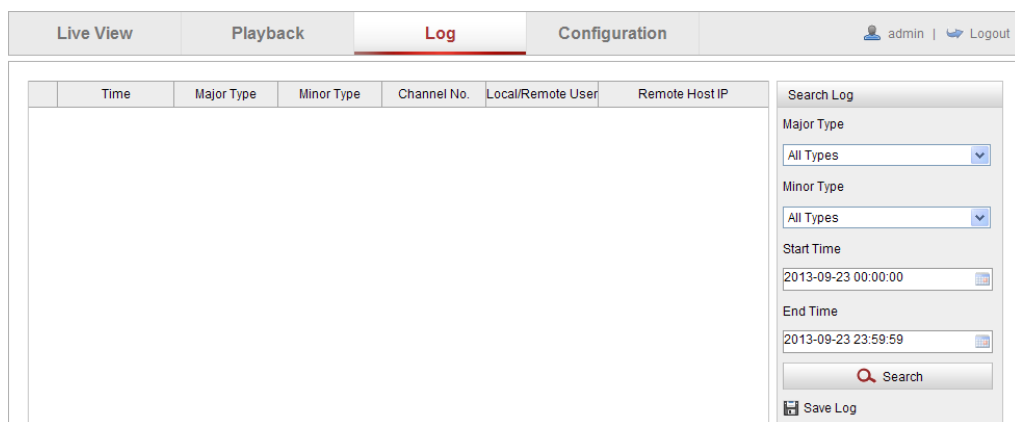 Live View Playback Log Configuration admin | Logout
Time Major Type Minor Type Channel No. Local/Remote User Remote Host IP
Search Log
Major Type
All Types
Minor Type
All Types
Start Time
2013-09-23 00:00:00
End Time
2013-09-23 23:59:59
Search
Save Log